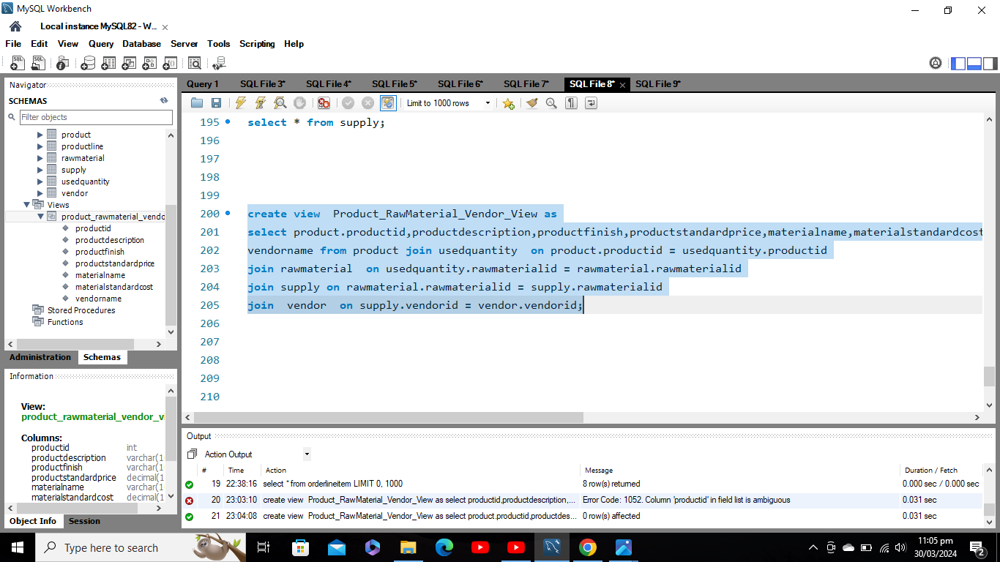 MySQL Workbench
Local instance MySQL82 - W...
File Edit View Query Database Server Tools Scripting Help
Navigator
SCHEMAS
Filter objects
product
productline
rawmaterial
supply
usedquantity
vendor
Views
product_rawmaterial_vendo
productid
productdescription
productfinish
productstandardprice
materialname
materialstandardcost
vendorname
Stored Procedures
Functions
Administration Schemas
Information
View:
product_rawmaterial_vendor_vi
Columns:
productid int
productdescription varchar(1
productfinish varchar(1
productstandardprice decimal(1
materialname varchar(1
materialstandardcost decimal(1
Object Info Session
Query 1 SQL File 3* SQL File 4* SQL File 5* SQL File 6* SQL File 7* SQL File 8* SQL File 9*
Limit to 1000 rows
195 select * from supply;
196
197
198
199
200 create view  Product_RawMaterial_Vendor_View as
201 select product.productid,productdescription,productfinish,productstandardprice,materialname,materialstandardcost
202 vendorname from product join usedquantity  on product.productid = usedquantity.productid
203 join rawmaterial  on usedquantity.rawmaterialid = rawmaterial.rawmaterialid
204 join supply on rawmaterial.rawmaterialid = supply.rawmaterialid
205 join  vendor  on supply.vendorid = vendor.vendorid;
206
207
208
209
210
Output
Action Output
# Time Action Message Duration / Fetch
19 22:38:16 select * from orderlineitem LIMIT 0, 1000 8 row(s) returned 0.000 sec / 0.000 sec
20 23:03:10 create view  Product_RawMaterial_Vendor_View as select productid,productdescription,... Error Code: 1052. Column 'productid' in field list is ambiguous 0.031 sec
21 23:04:08 create view  Product_RawMaterial_Vendor_View as select product.productid,productdes... 0 row(s) affected 0.031 sec
Type here to search
11:05 pm
30/03/2024
2